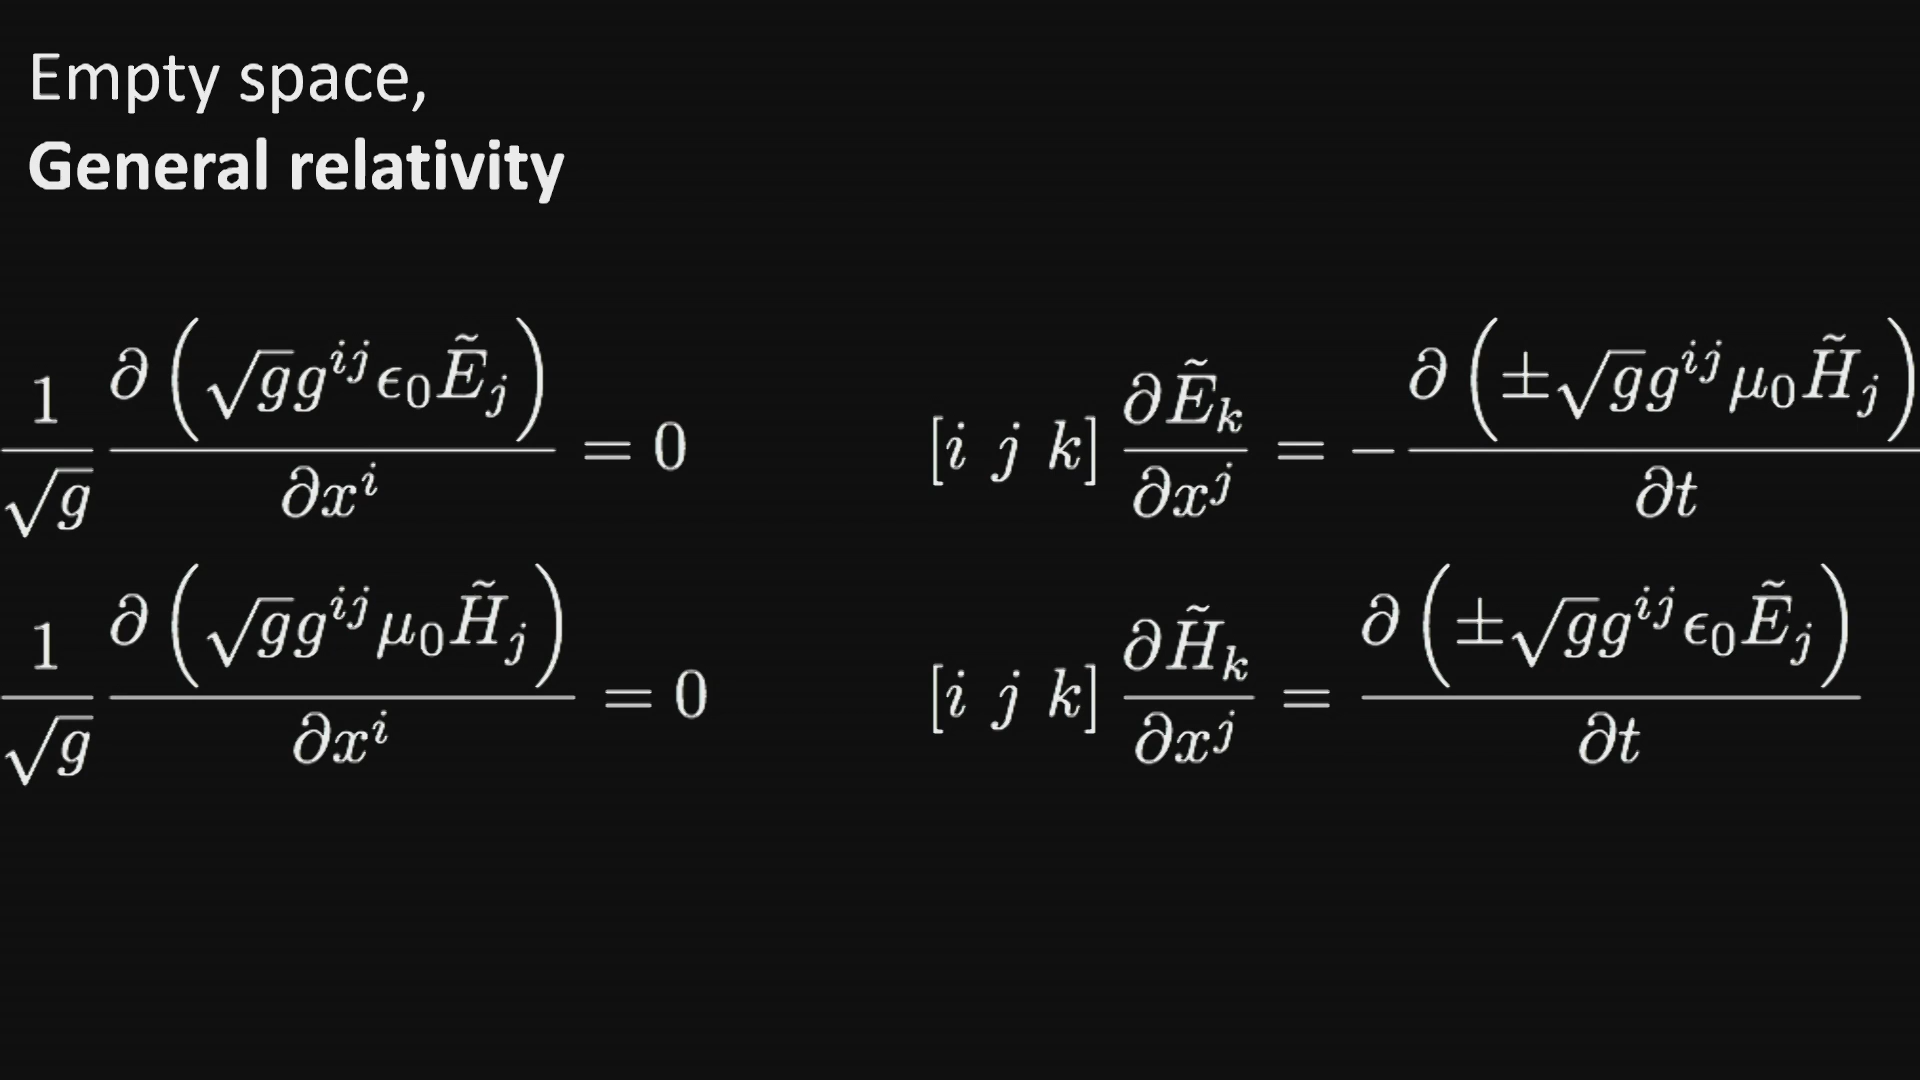 Empty space,
General relativity
\frac{1}{\sqrt{g}} \frac{\partial \left( \sqrt{g} g^{ij} \epsilon_0 \tilde{E}_j \right)}{\partial x^i} = 0
[i j k] \frac{\partial \tilde{E}_k}{\partial x^j} = - \frac{\partial \left( \pm \sqrt{g} g^{ij} \mu_0 \tilde{H}_j \right)}{\partial t}
\frac{1}{\sqrt{g}} \frac{\partial \left( \sqrt{g} g^{ij} \mu_0 \tilde{H}_j \right)}{\partial x^i} = 0
[i j k] \frac{\partial \tilde{H}_k}{\partial x^j} = \frac{\partial \left( \pm \sqrt{g} g^{ij} \epsilon_0 \tilde{E}_j \right)}{\partial t}